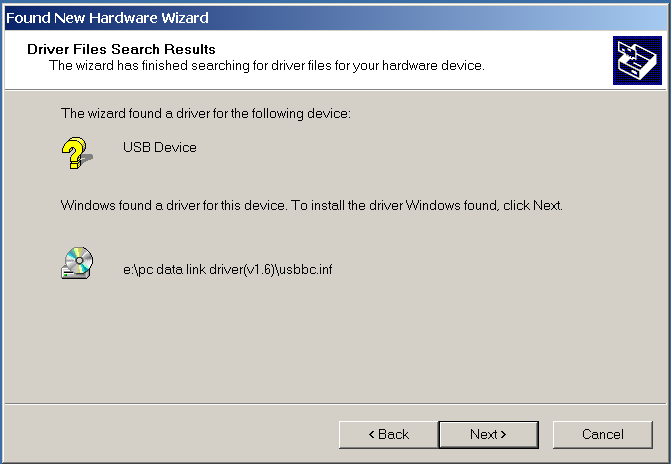 Found New Hardware Wizard
Driver Files Search Results
The wizard has finished searching for driver files for your hardware device.
The wizard found a driver for the following device:
USB Device
Windows found a driver for this device. To install the driver Windows found, click Next.
e:\pc data link driver(v1.6)\usbbc.inf
< Back Next > Cancel